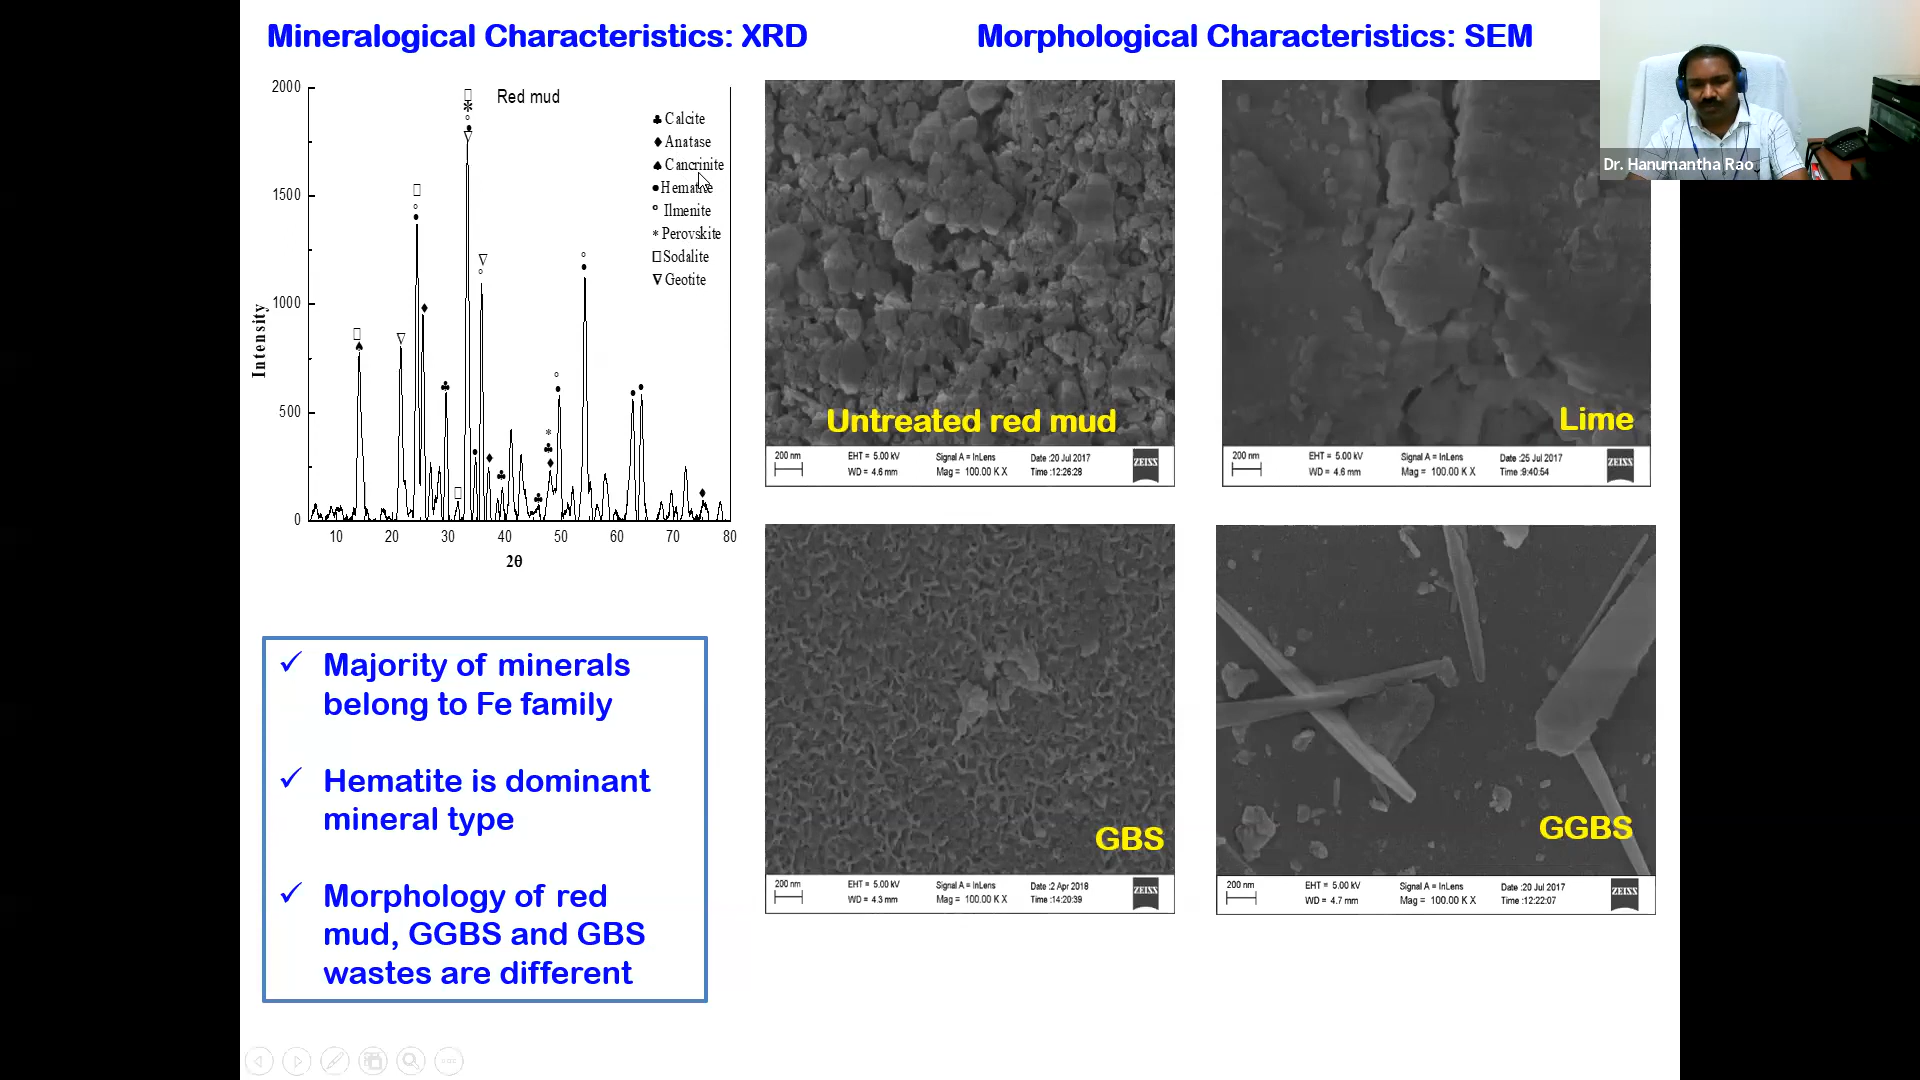 Mineralogical Characteristics: XRD
Morphological Characteristics: SEM
Red mud
Calcite
Anatase
Cancrinite
Hematite
Ilmenite
Perovskite
Sodalite
Geotite
2000
1500
1000
500
0
Intensity
10 20 30 40 50 60 70 80
2θ
Majority of minerals
belong to Fe family
Hematite is dominant
mineral type
Morphology of red
mud, GGBS and GBS
wastes are different
Untreated red mud
200 nm EHT = 5.00 kV Signal A = InLens Date :20 Jul 2017
WD = 4.6 mm Mag = 100.00 K X Time :12:26:28
ZEISS
Lime
200 nm EHT = 5.00 kV Signal A = InLens Date :25 Jul 2017
WD = 4.6 mm Mag = 100.00 K X Time :9:40:54
ZEISS
GBS
200 nm EHT = 5.00 kV Signal A = InLens Date :2 Apr 2018
WD = 4.3 mm Mag = 100.00 K X Time :14:20:39
ZEISS
GGBS
200 nm EHT = 5.00 kV Signal A = InLens Date :20 Jul 2017
WD = 4.7 mm Mag = 100.00 K X Time :12:22:07
ZEISS
Dr. Hanumantha Rao